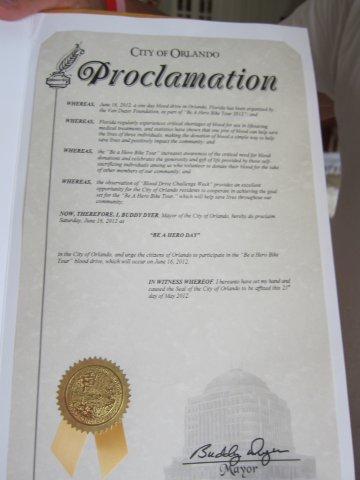 CITY OF ORLANDO
Proclamation
WHEREAS, June 16, 2012, a one day blood drive in Orlando, Florida has been organized by
the Van Duzer Foundation, as part of "Be A Hero Bike Tour 2012"; and
WHEREAS, Florida regularly experiences critical shortages of blood for use in lifesaving
medical treatments, and statistics have shown that one pint of blood can help save
the lives of three individuals, making the donation of blood a simple way to help
save lives and positively impact the community; and
WHEREAS, the "Be A Hero Bike Tour" increases awareness of the critical need for blood
donations and celebrates the generosity and gift of life provided by these self-
sacrificing individuals among us who volunteer to donate their blood for the sake
of other members of our community; and
WHEREAS, the observation of "Blood Drive Challenge Week" provides an excellent
opportunity for the City of Orlando residents to cooperate in achieving the goal
set for the "Be A Hero Bike Tour," which will help save lives throughout our
community;
NOW, THEREFORE, I, BUDDY DYER, Mayor of the City of Orlando, hereby do proclaim
Saturday, June 16, 2012 as
"BE A HERO DAY"
in the City of Orlando, and urge the citizens of Orlando to participate in the "Be a Hero Bike
Tour" blood drive, which will occur on June 16, 2012.
IN WITNESS WHEREOF, I hereunto have set my hand and
caused the Seal of the City of Orlando to be affixed this 23rd
day of May 2012.
Buddy Dyer
Mayor